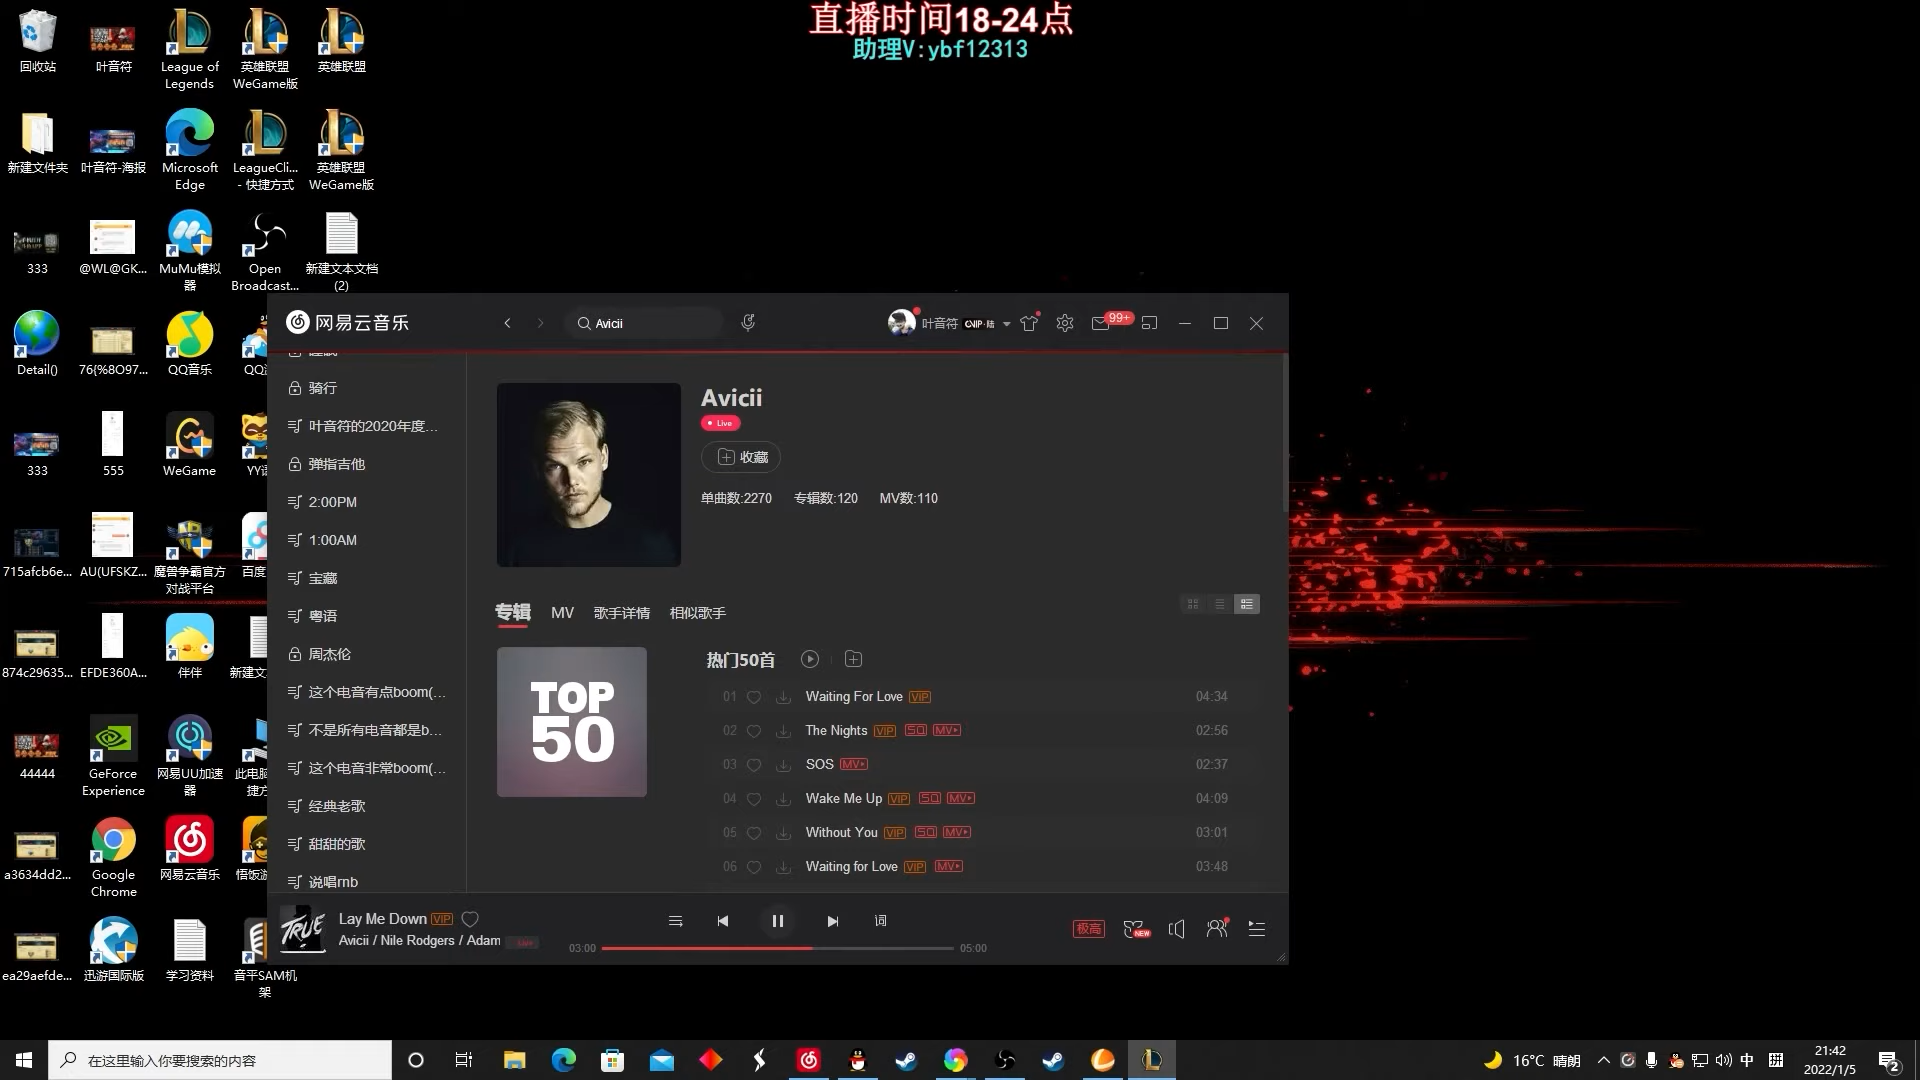 直播时间18-24点
助理V:ybf12313
回收站
叶音符
League of
Legends
英雄联盟
WeGame版
英雄联盟
新建文件夹
叶音符-海报
Microsoft
Edge
LeagueCli...
- 快捷方式
英雄联盟
WeGame版
333
@WL@GK...
MuMu模拟
器
Open
Broadcast...
新建文本文档
(2)
Detail()
76{%8O97...
QQ音乐
333
555
WeGame
715afcb6e...
AU(UFSKZ...
魔兽争霸官方
对战平台
百度
874c29635...
EFDE360A...
伴伴
新建文
44444
GeForce
Experience
网易UU加速
器
此电脑
捷方
a3634dd2...
Google
Chrome
网易云音乐
悟饭游
ea29aefde...
迅游国际版
学习资料
音平SAM机
架
网易云音乐
Avicii
叶音符
99+
骑行
叶音符的2020年度...
弹指吉他
2:00PM
1:00AM
宝藏
粤语
周杰伦
这个电音有点boom(...
不是所有电音都是b...
这个电音非常boom(...
经典老歌
甜甜的歌
说唱rnb
Avicii
Live
收藏
单曲数:2270 专辑数:120 MV数:110
专辑 MV 歌手详情 相似歌手
TOP
50
热门50首
01 Waiting For Love VIP 04:34
02 The Nights VIP SQ MV 02:56
03 SOS MV 02:37
04 Wake Me Up VIP SQ MV 04:09
05 Without You VIP SQ MV 03:01
06 Waiting for Love VIP MV 03:48
TRUE
Lay Me Down VIP
Avicii / Nile Rodgers / Adam
词
03:00 05:00
极高
NEW
在这里输入你要搜索的内容
16°C 晴朗
中
拼
21:42
2022/1/5
2